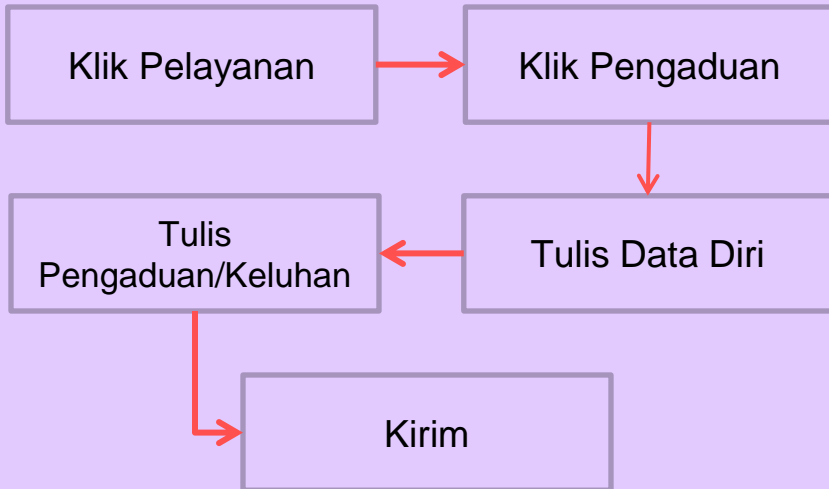 Klik Pelayanan
Klik Pengaduan
Tulis Data Diri
Tulis
Pengaduan/Keluhan
Kirim